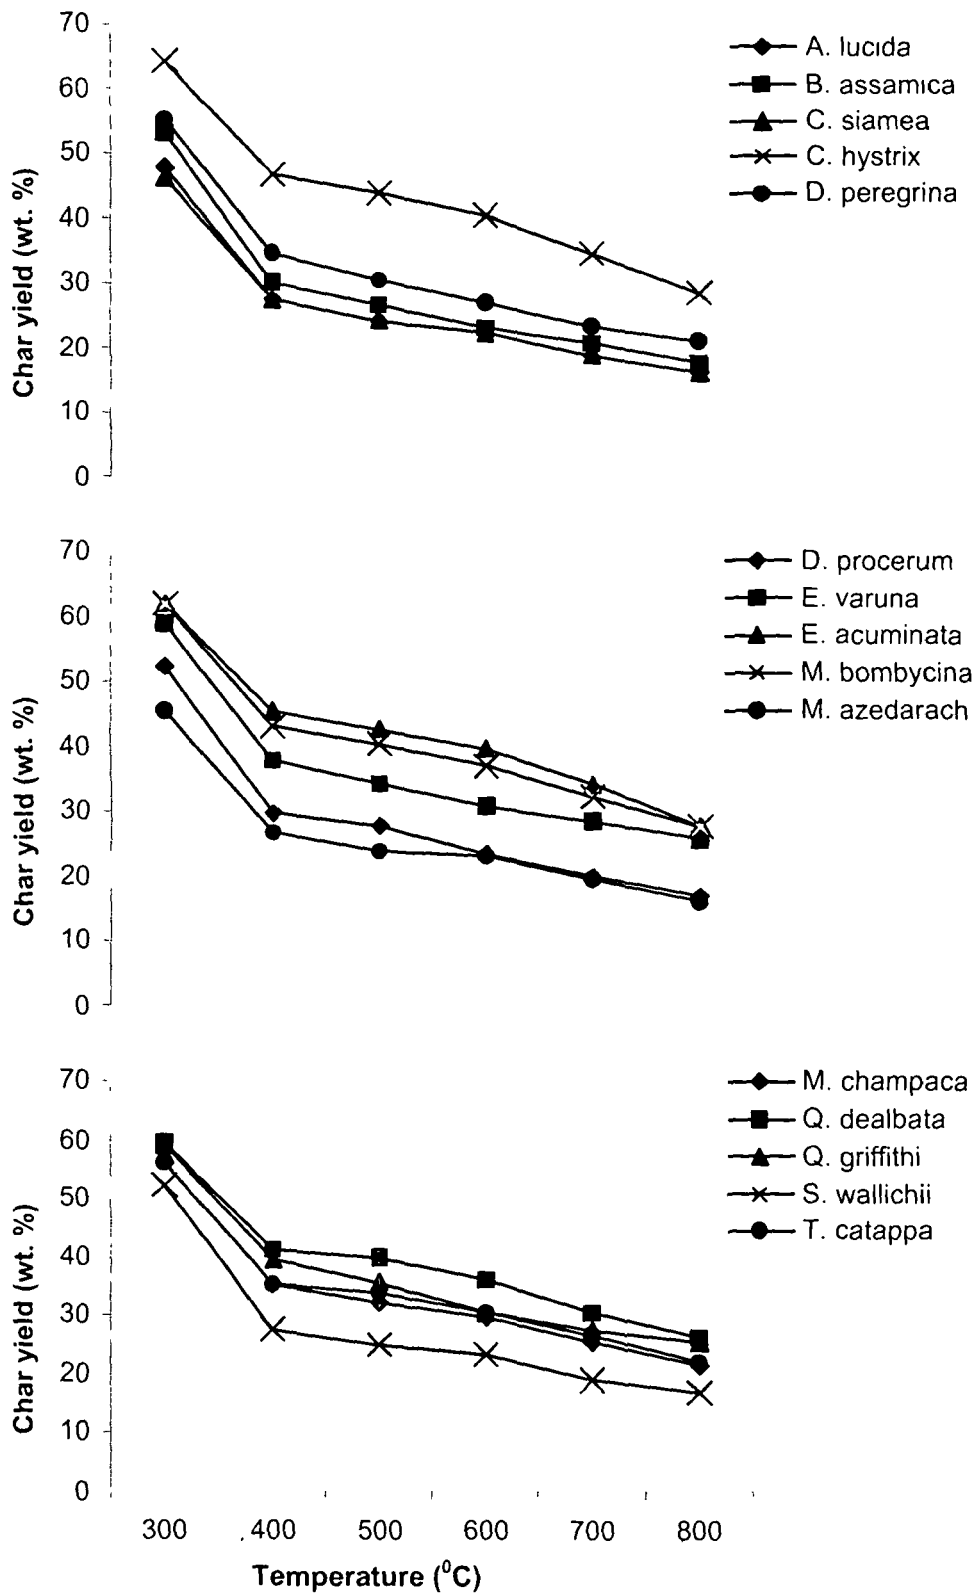 70
60
50
40
30
20
10
0
Char yield (wt. %)
A. lucida
B. assamica
C. siamea
C. hystrix
D. peregrina
70
60
50
40
30
20
10
0
Char yield (wt. %)
D. procerum
E. varuna
E. acuminata
M. bombycina
M. azedarach
70
60
50
40
30
20
10
0
Char yield (wt. %)
M. champaca
Q. dealbata
Q. griffithi
S. wallichii
T. catappa
300 400 500 600 700 800
Temperature (⁰C)